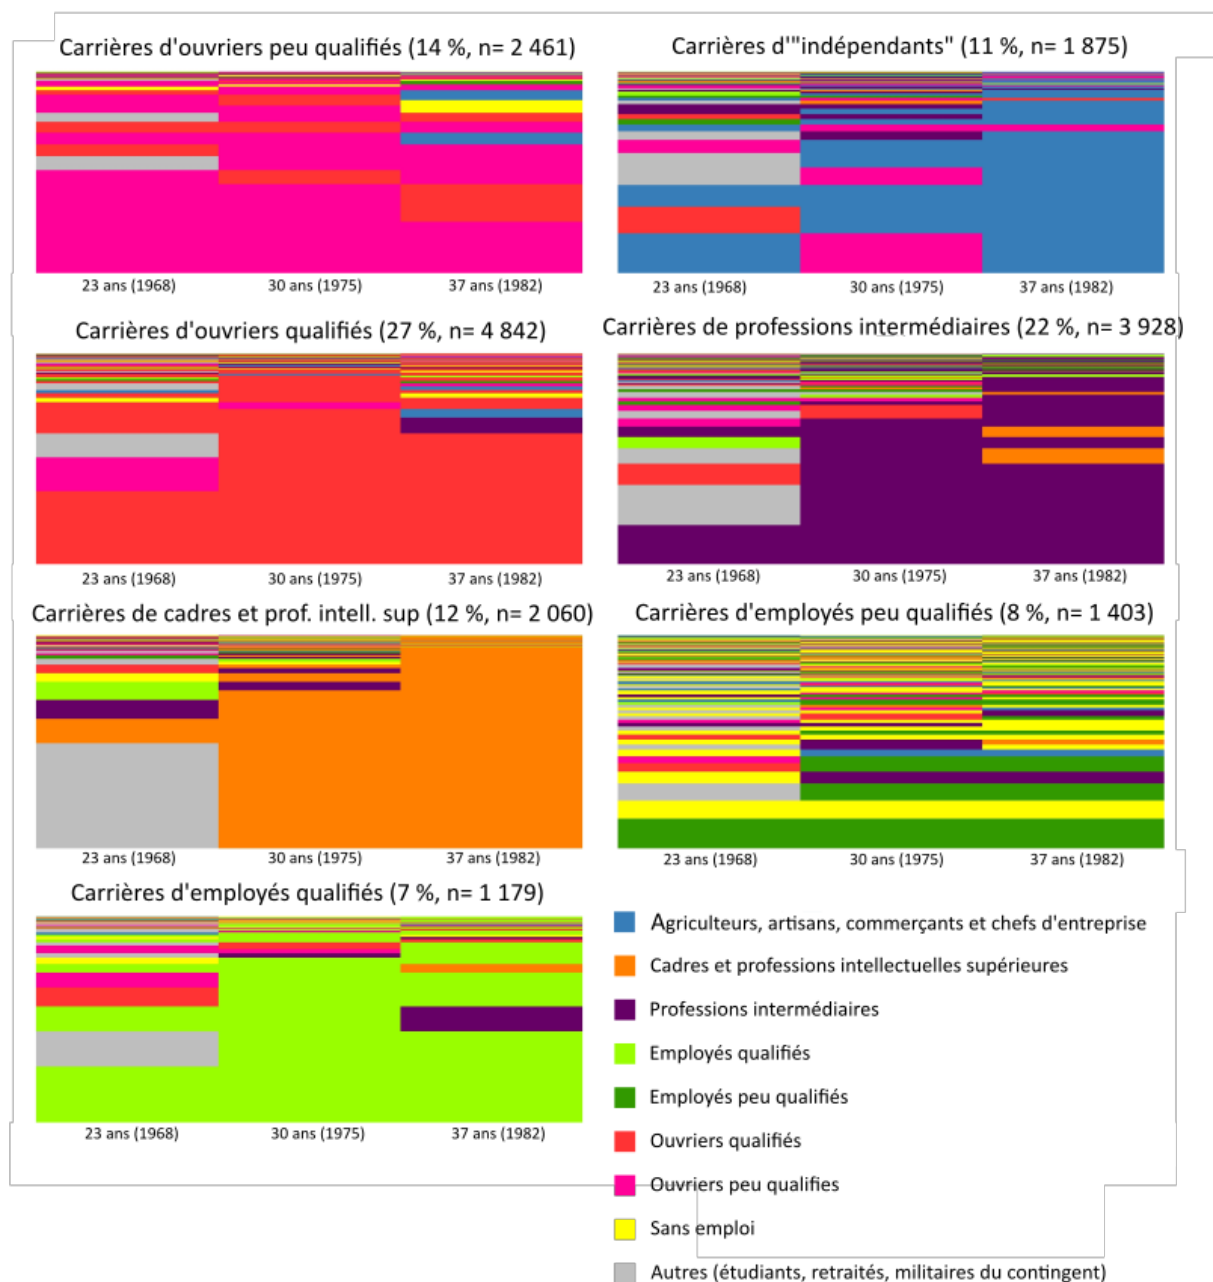 Carrières d'ouvriers peu qualifiés (14 %, n= 2 461)
23 ans (1968) 30 ans (1975) 37 ans (1982)
Carrières d'"indépendants" (11 %, n= 1 875)
23 ans (1968) 30 ans (1975) 37 ans (1982)
Carrières d'ouvriers qualifiés (27 %, n= 4 842)
23 ans (1968) 30 ans (1975) 37 ans (1982)
Carrières de professions intermédiaires (22 %, n= 3 928)
23 ans (1968) 30 ans (1975) 37 ans (1982)
Carrières de cadres et prof. intell. sup (12 %, n= 2 060)
23 ans (1968) 30 ans (1975) 37 ans (1982)
Carrières d'employés peu qualifiés (8 %, n= 1 403)
23 ans (1968) 30 ans (1975) 37 ans (1982)
Carrières d'employés qualifiés (7 %, n= 1 179)
23 ans (1968) 30 ans (1975) 37 ans (1982)
Agriculteurs, artisans, commerçants et chefs d'entreprise
Cadres et professions intellectuelles supérieures
Professions intermédiaires
Employés qualifiés
Employés peu qualifiés
Ouvriers qualifiés
Ouvriers peu qualifies
Sans emploi
Autres (étudiants, retraités, militaires du contingent)